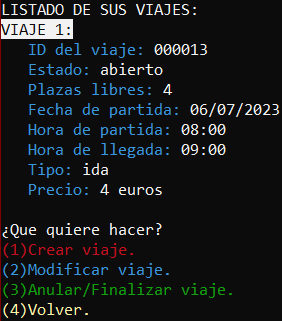 LISTADO DE SUS VIAJES:
VIAJE 1:
ID del viaje: 000013
Estado: abierto
Plazas libres: 4
Fecha de partida: 06/07/2023
Hora de partida: 08:00
Hora de llegada: 09:00
Tipo: ida
Precio: 4 euros
¿Que quiere hacer?
(1)Crear viaje.
(2)Modificar viaje.
(3)Anular/Finalizar viaje.
(4)Volver.